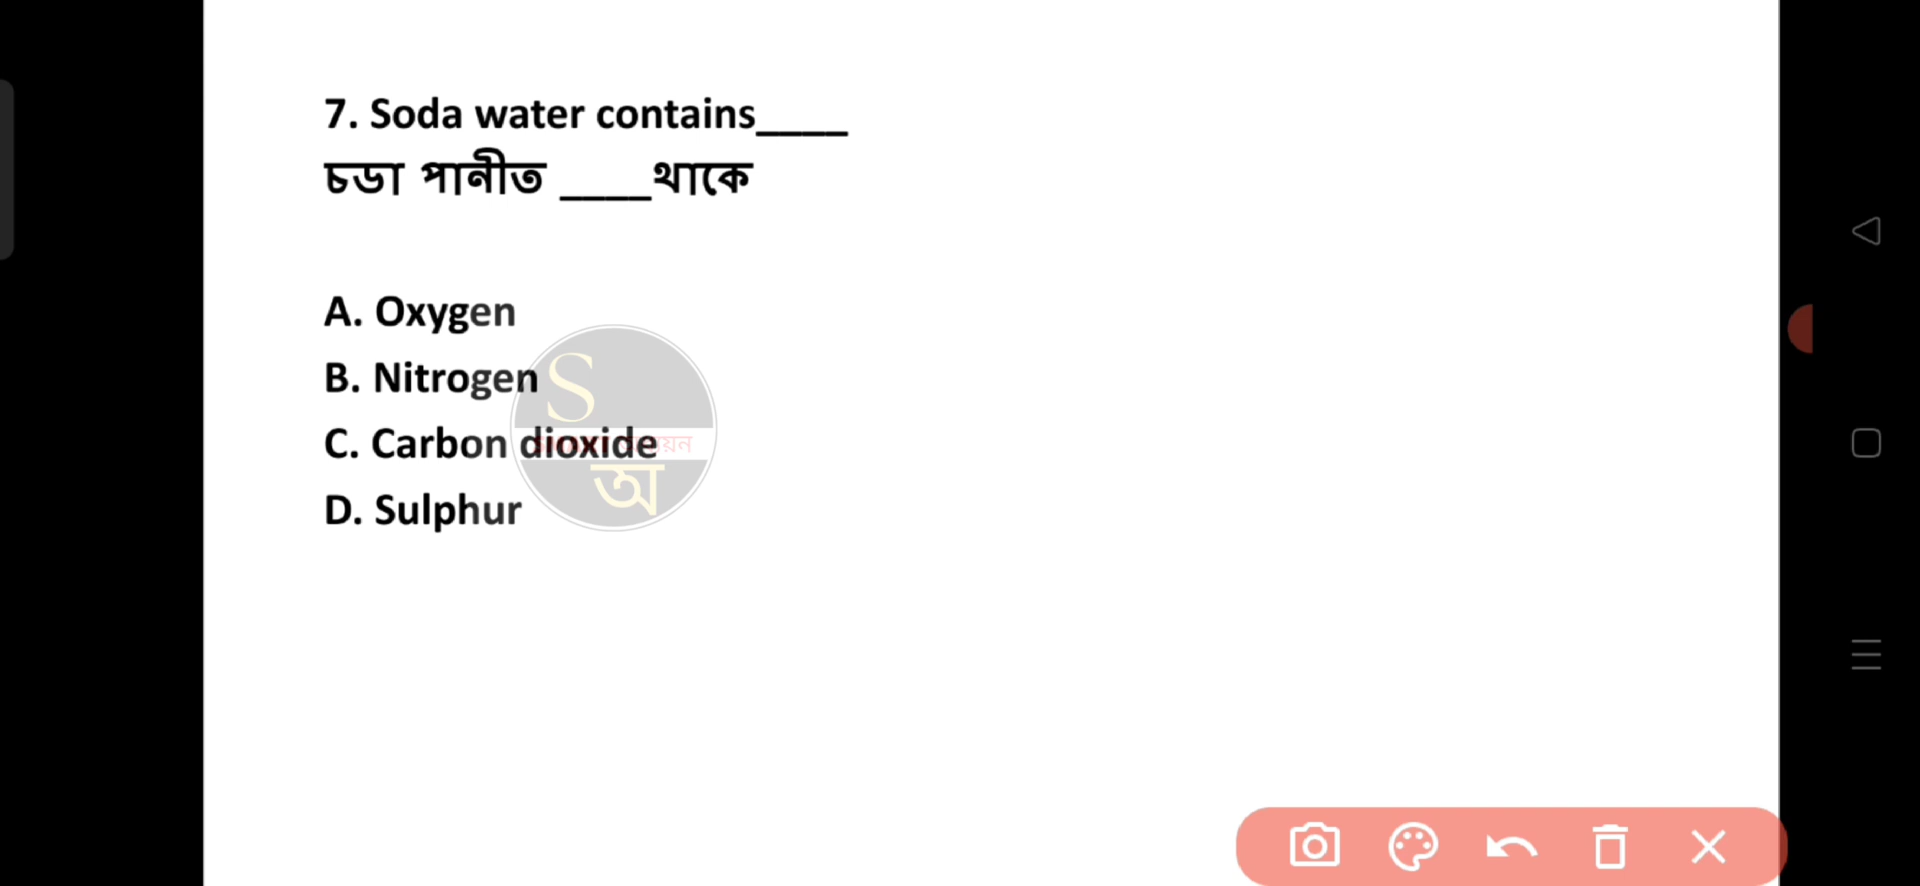 7. Soda water contains____
চডা পানীত ____থাকে
A. Oxygen
B. Nitrogen
C. Carbon dioxide
D. Sulphur
S
অ